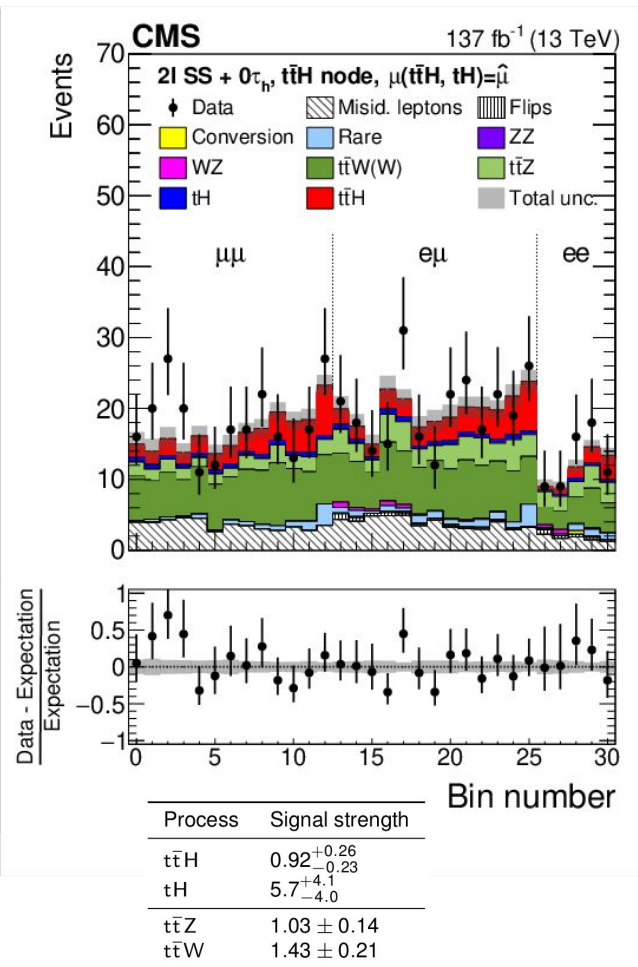 CMS 137 fb⁻¹ (13 TeV)
Events
2l SS + 0τₕ, tt̄H node, μ(tt̄H, tH)=μ̂
Data Misid. leptons Flips
Conversion Rare ZZ
WZ tt̄W(W) tt̄Z
tH tt̄H Total unc.
μμ eμ ee
70
60
50
40
30
20
10
0
Data - Expectation
Expectation
1
0.5
0
−0.5
−1
0 5 10 15 20 25 30
Bin number
Process Signal strength
tt̄H 0.92 +0.26 −0.23
tH 5.7 +4.1 −4.0
tt̄Z 1.03 ± 0.14
tt̄W 1.43 ± 0.21